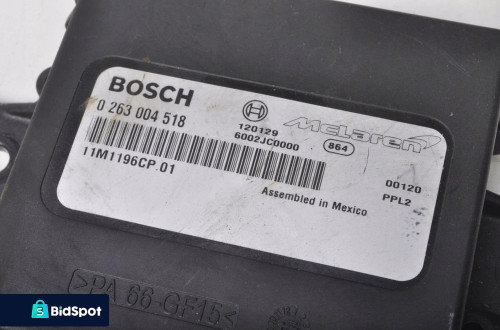 BOSCH
0 263 004 518
120129
6002JC0000
McLaren
864
11M1196CP.01
00120
PPL2
Assembled in Mexico
>PA 66-GF15<
BidSpot